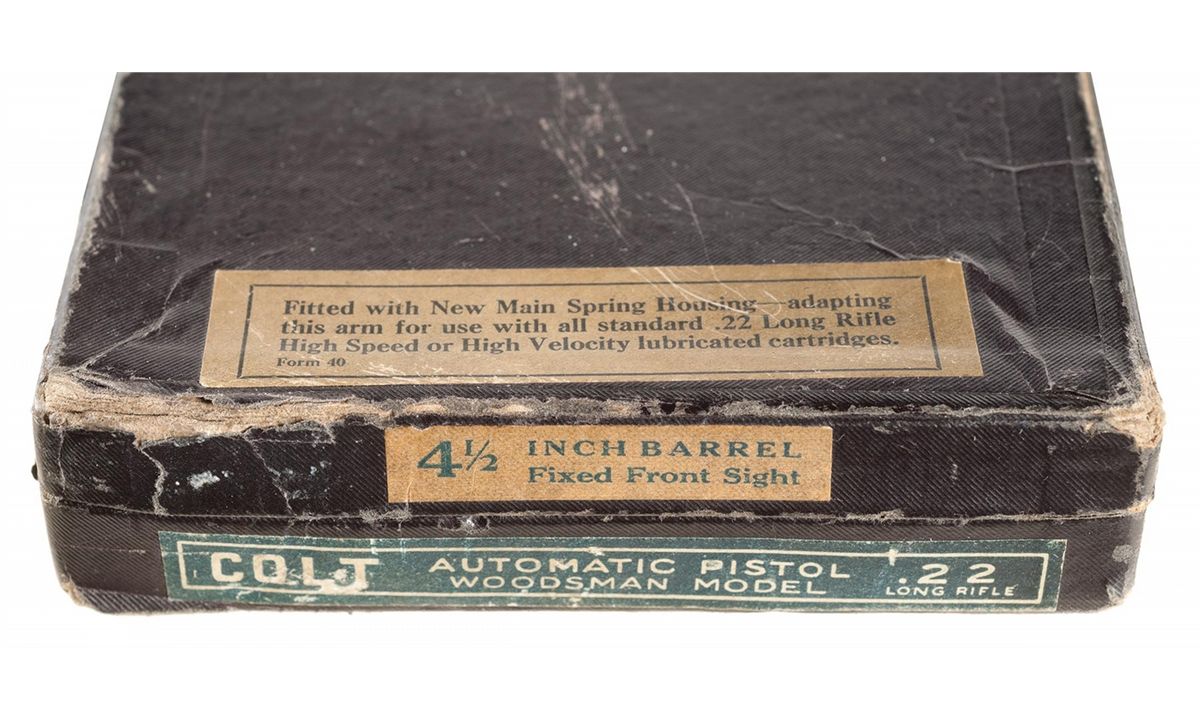 Fitted with New Main Spring Housing—adapting
this arm for use with all standard .22 Long Rifle
High Speed or High Velocity lubricated cartridges.
Form 40
4½ INCH BARREL
Fixed Front Sight
COLT AUTOMATIC PISTOL .22
WOODSMAN MODEL LONG RIFLE